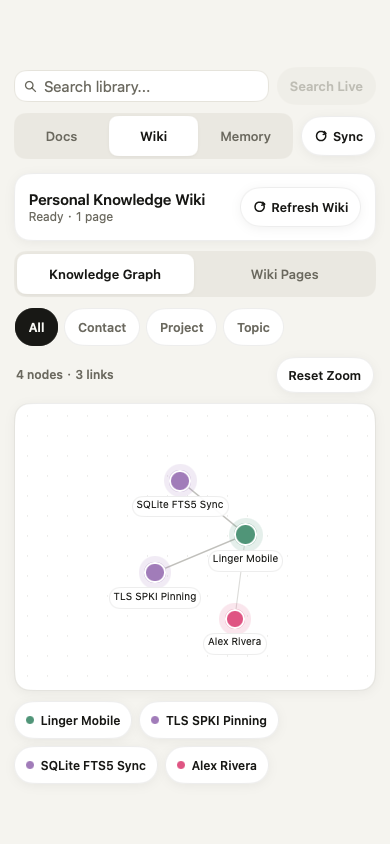 Search library...
Search Live
Docs
Wiki
Memory
Sync
Personal Knowledge Wiki
Ready · 1 page
Refresh Wiki
Knowledge Graph
Wiki Pages
All
Contact
Project
Topic
4 nodes · 3 links
Reset Zoom
SQLite FTS5 Sync
Linger Mobile
TLS SPKI Pinning
Alex Rivera
Linger Mobile
TLS SPKI Pinning
SQLite FTS5 Sync
Alex Rivera